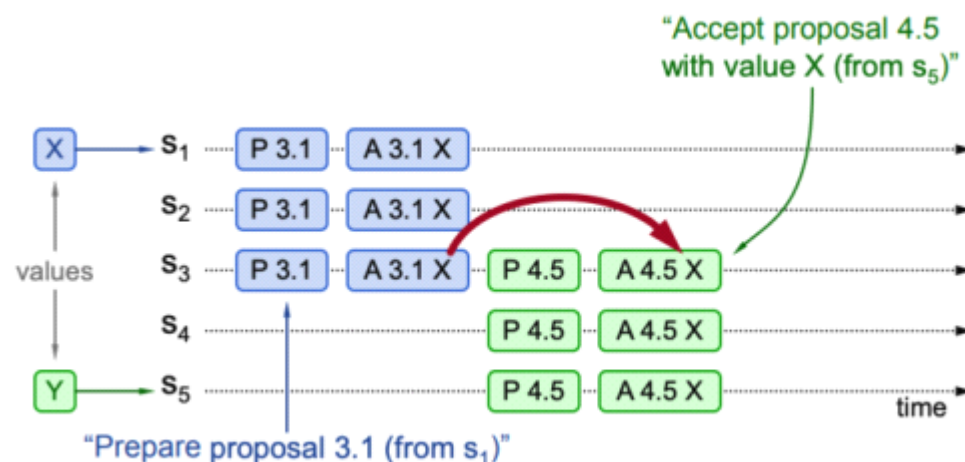 “Accept proposal 4.5
with value X (from s5)”
X s1 P 3.1 A 3.1 X
s2 P 3.1 A 3.1 X
values s3 P 3.1 A 3.1 X P 4.5 A 4.5 X
s4 P 4.5 A 4.5 X
Y s5 P 4.5 A 4.5 X
time
“Prepare proposal 3.1 (from s1)”